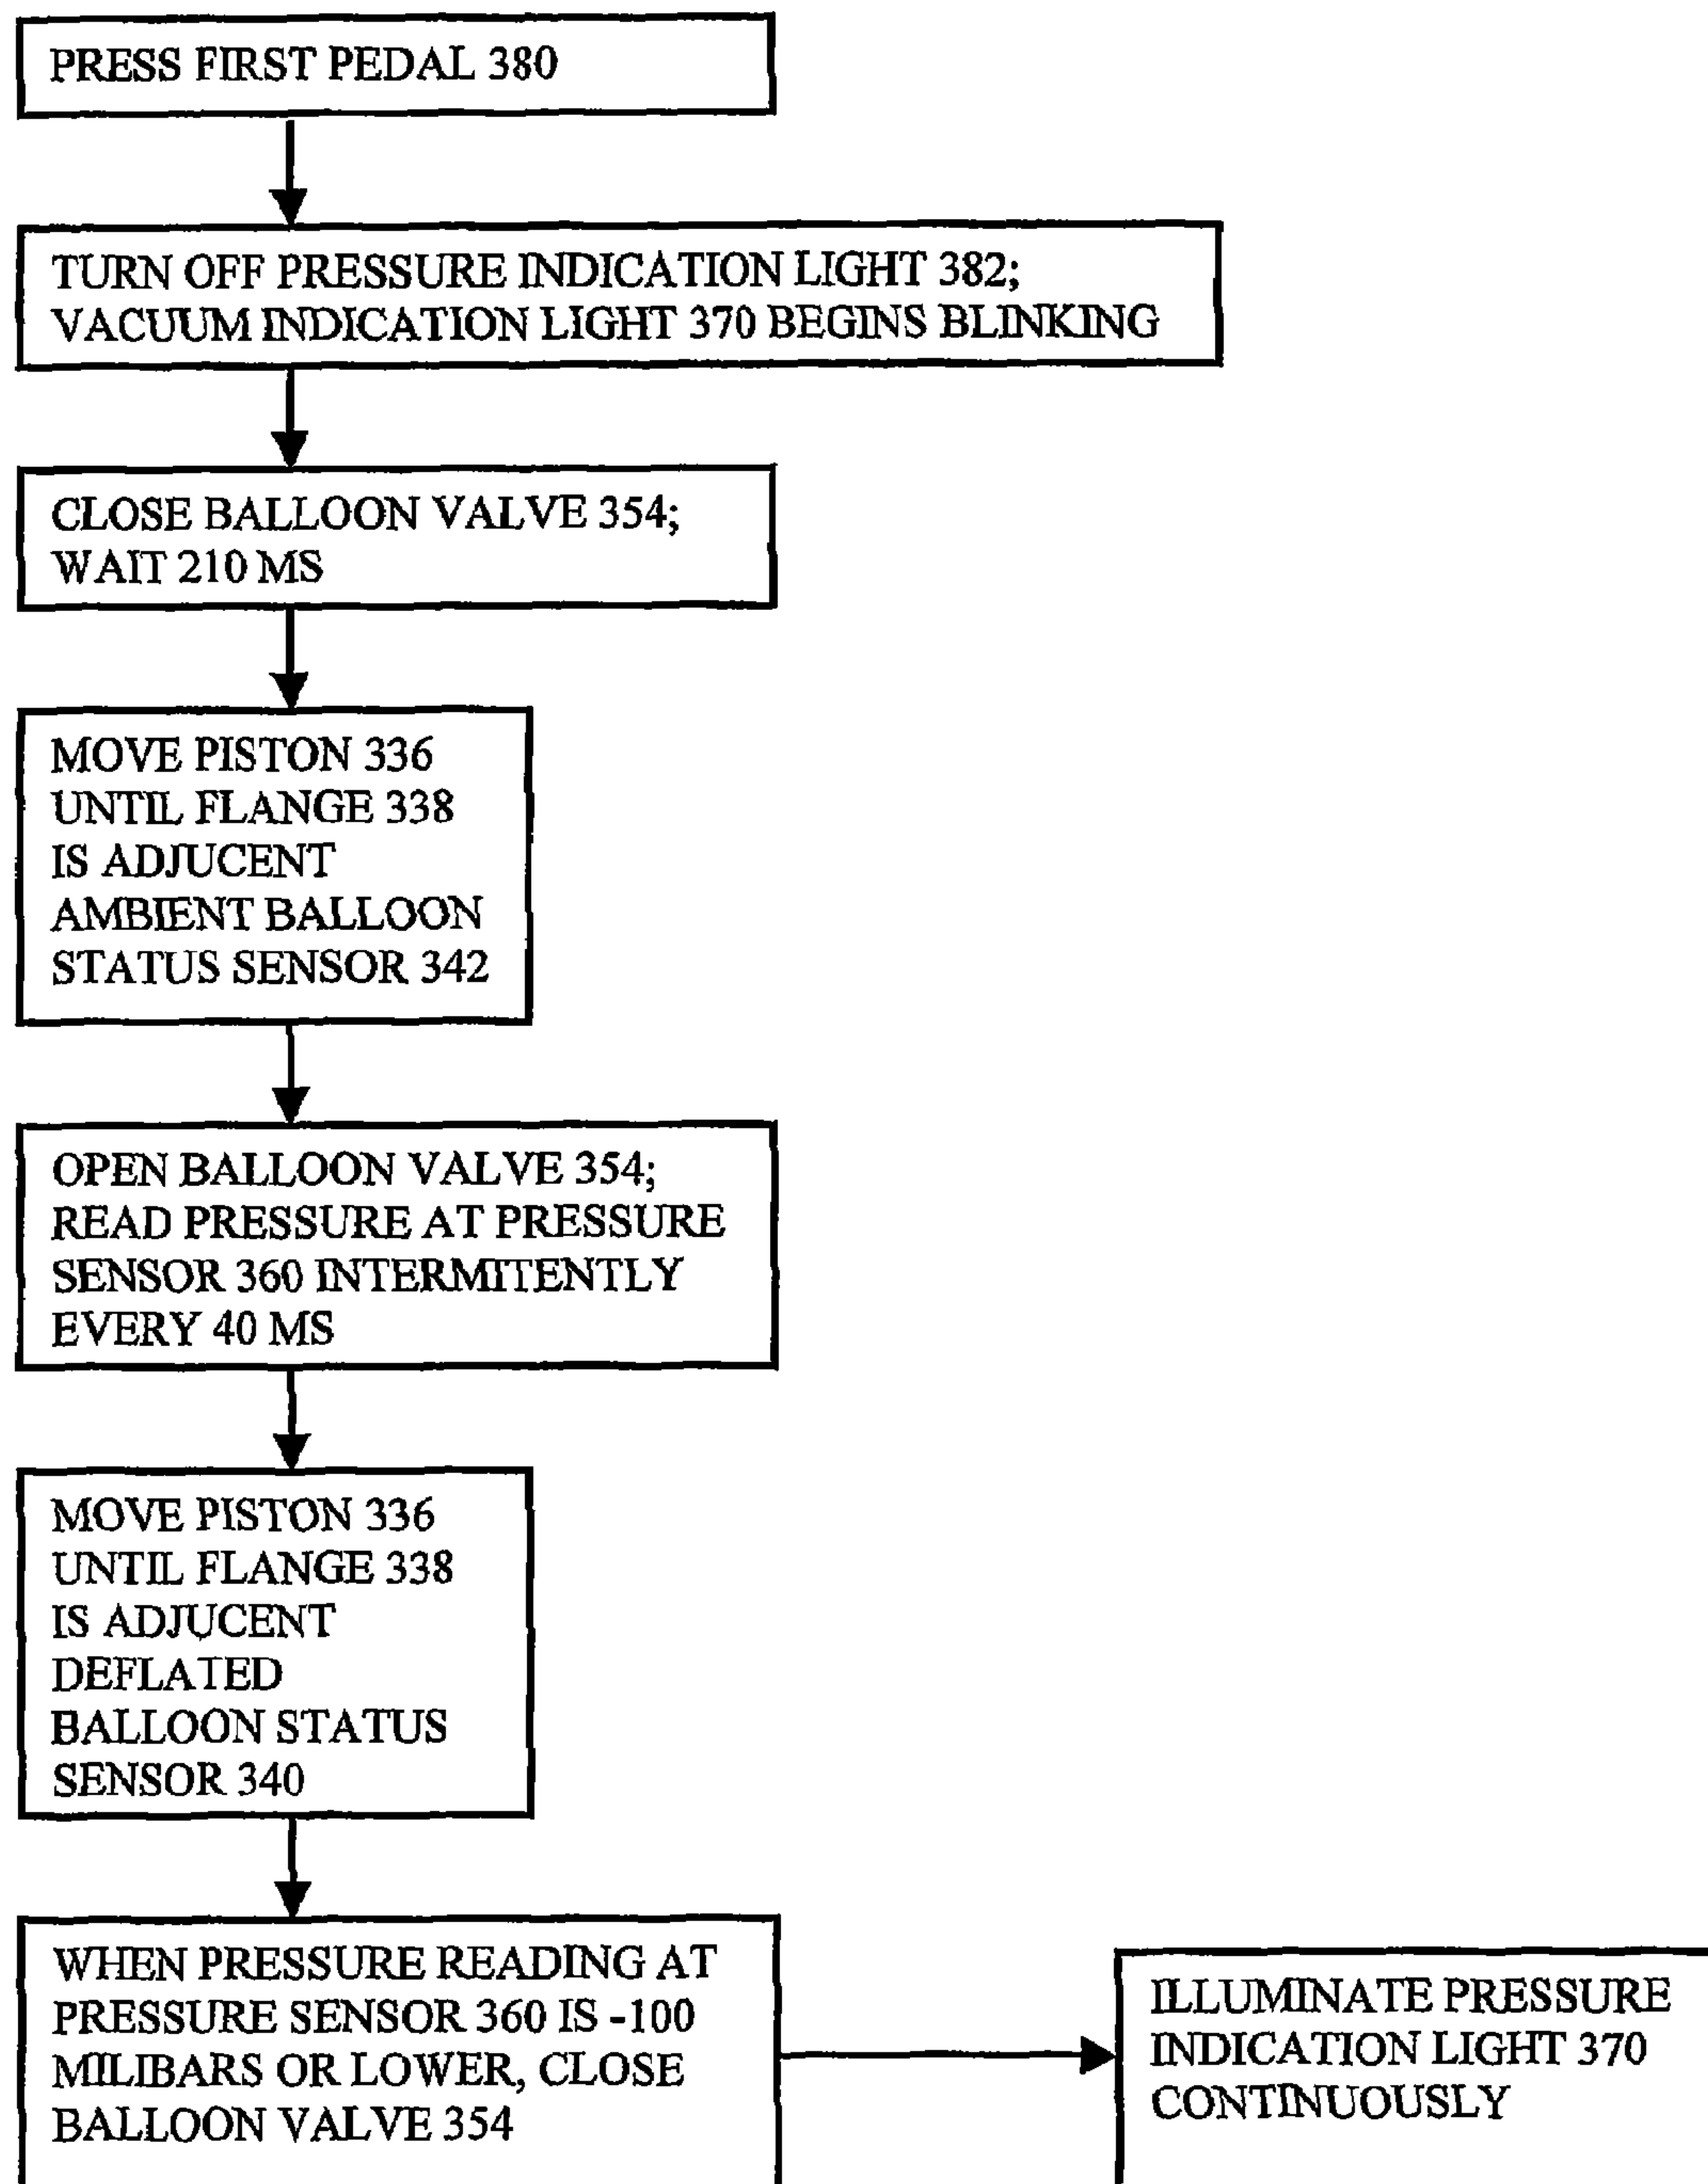 PRESS FIRST PEDAL 380
TURN OFF PRESSURE INDICATION LIGHT 382;
VACUUM INDICATION LIGHT 370 BEGINS BLINKING
CLOSE BALLOON VALVE 354;
WAIT 210 MS
MOVE PISTON 336
UNTIL FLANGE 338
IS ADJUCENT
AMBIENT BALLOON
STATUS SENSOR 342
OPEN BALLOON VALVE 354;
READ PRESSURE AT PRESSURE
SENSOR 360 INTERMITENTLY
EVERY 40 MS
MOVE PISTON 336
UNTIL FLANGE 338
IS ADJUCENT
DEFLATED
BALLOON STATUS
SENSOR 340
WHEN PRESSURE READING AT
PRESSURE SENSOR 360 IS -100
MILIBARS OR LOWER, CLOSE
BALLOON VALVE 354
ILLUMINATE PRESSURE
INDICATION LIGHT 370
CONTINUOUSLY